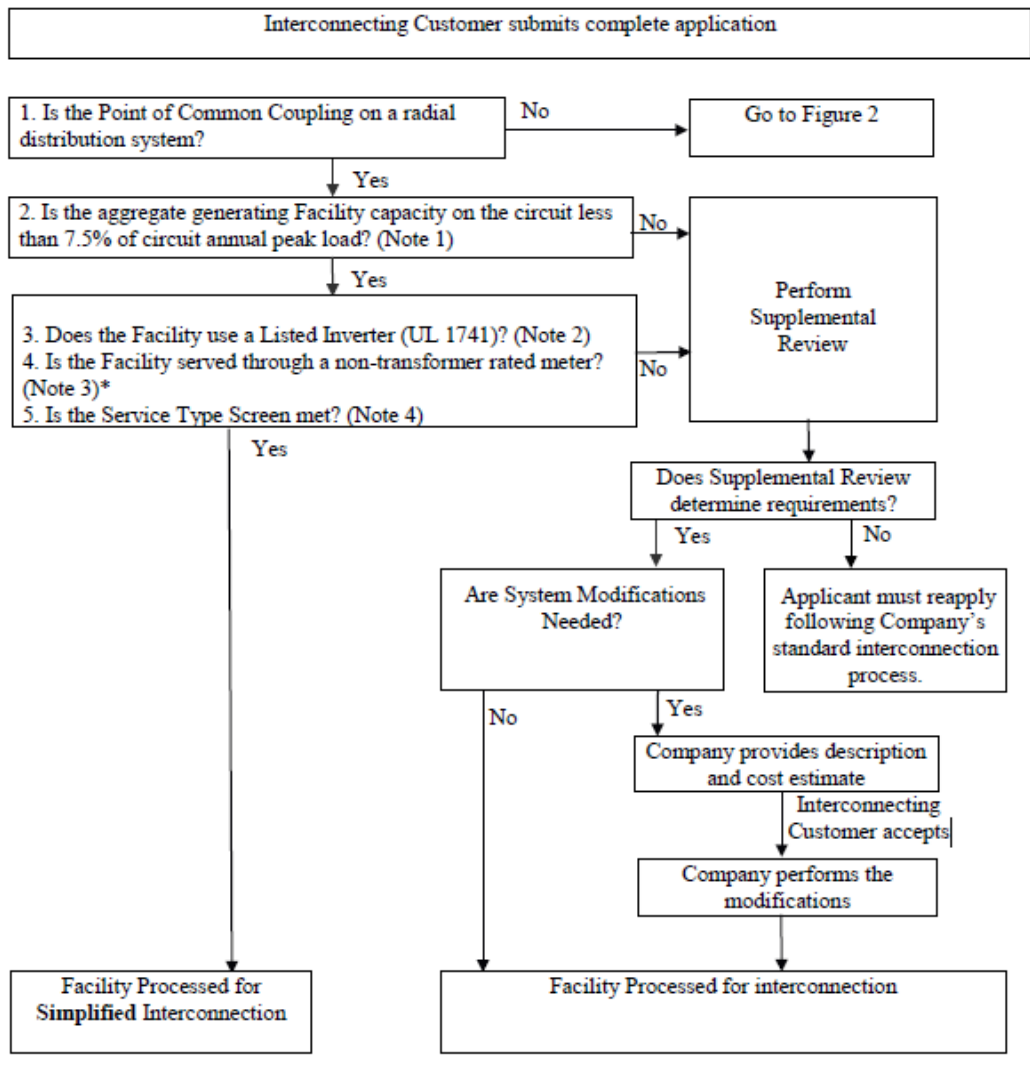 Interconnecting Customer submits complete application
1. Is the Point of Common Coupling on a radial
distribution system?
No
Go to Figure 2
Yes
2. Is the aggregate generating Facility capacity on the circuit less
than 7.5% of circuit annual peak load? (Note 1)
No
Yes
Perform
Supplemental
Review
3. Does the Facility use a Listed Inverter (UL 1741)? (Note 2)
4. Is the Facility served through a non-transformer rated meter?
(Note 3)*
5. Is the Service Type Screen met? (Note 4)
No
Yes
Does Supplemental Review
determine requirements?
Yes
No
Are System Modifications
Needed?
Applicant must reapply
following Company’s
standard interconnection
process.
No
Yes
Company provides description
and cost estimate
Interconnecting
Customer accepts
Company performs the
modifications
Facility Processed for
Simplified Interconnection
Facility Processed for interconnection